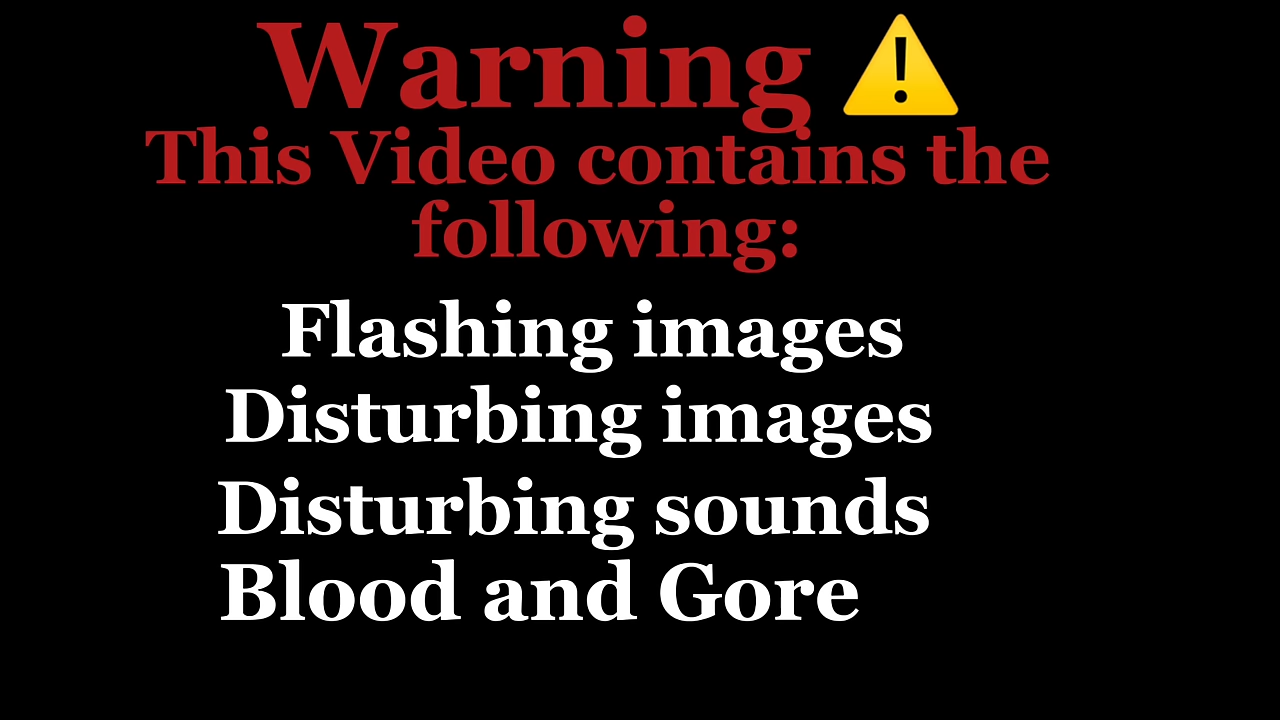 Warning ⚠️
This Video contains the
following:
Flashing images
Disturbing images
Disturbing sounds
Blood and Gore